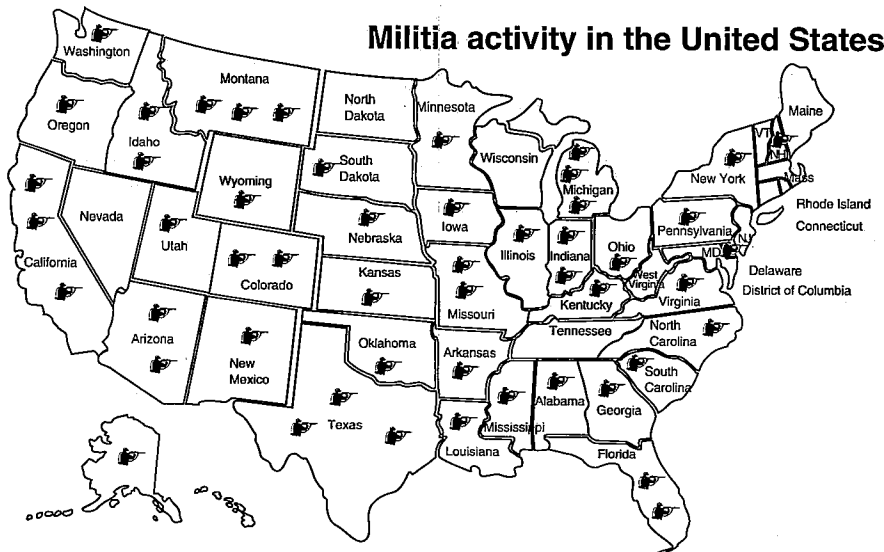 Militia activity in the United States
Washington
Montana
North
Dakota
Minnesota
Maine
Oregon
Idaho
VT
NH
South
Dakota
Wisconsin
Michigan
New York
Mass
Wyoming
Rhode Island
Connecticut
Nevada
Utah
Nebraska
Iowa
Illinois
Indiana
Ohio
Pennsylvania
NJ
MD
California
Colorado
Kansas
Missouri
West
Virginia
Kentucky
Virginia
Delaware
District of Columbia
Arizona
New
Mexico
Oklahoma
Arkansas
Tennessee
North
Carolina
South
Carolina
Texas
Louisiana
Mississippi
Alabama
Georgia
Florida